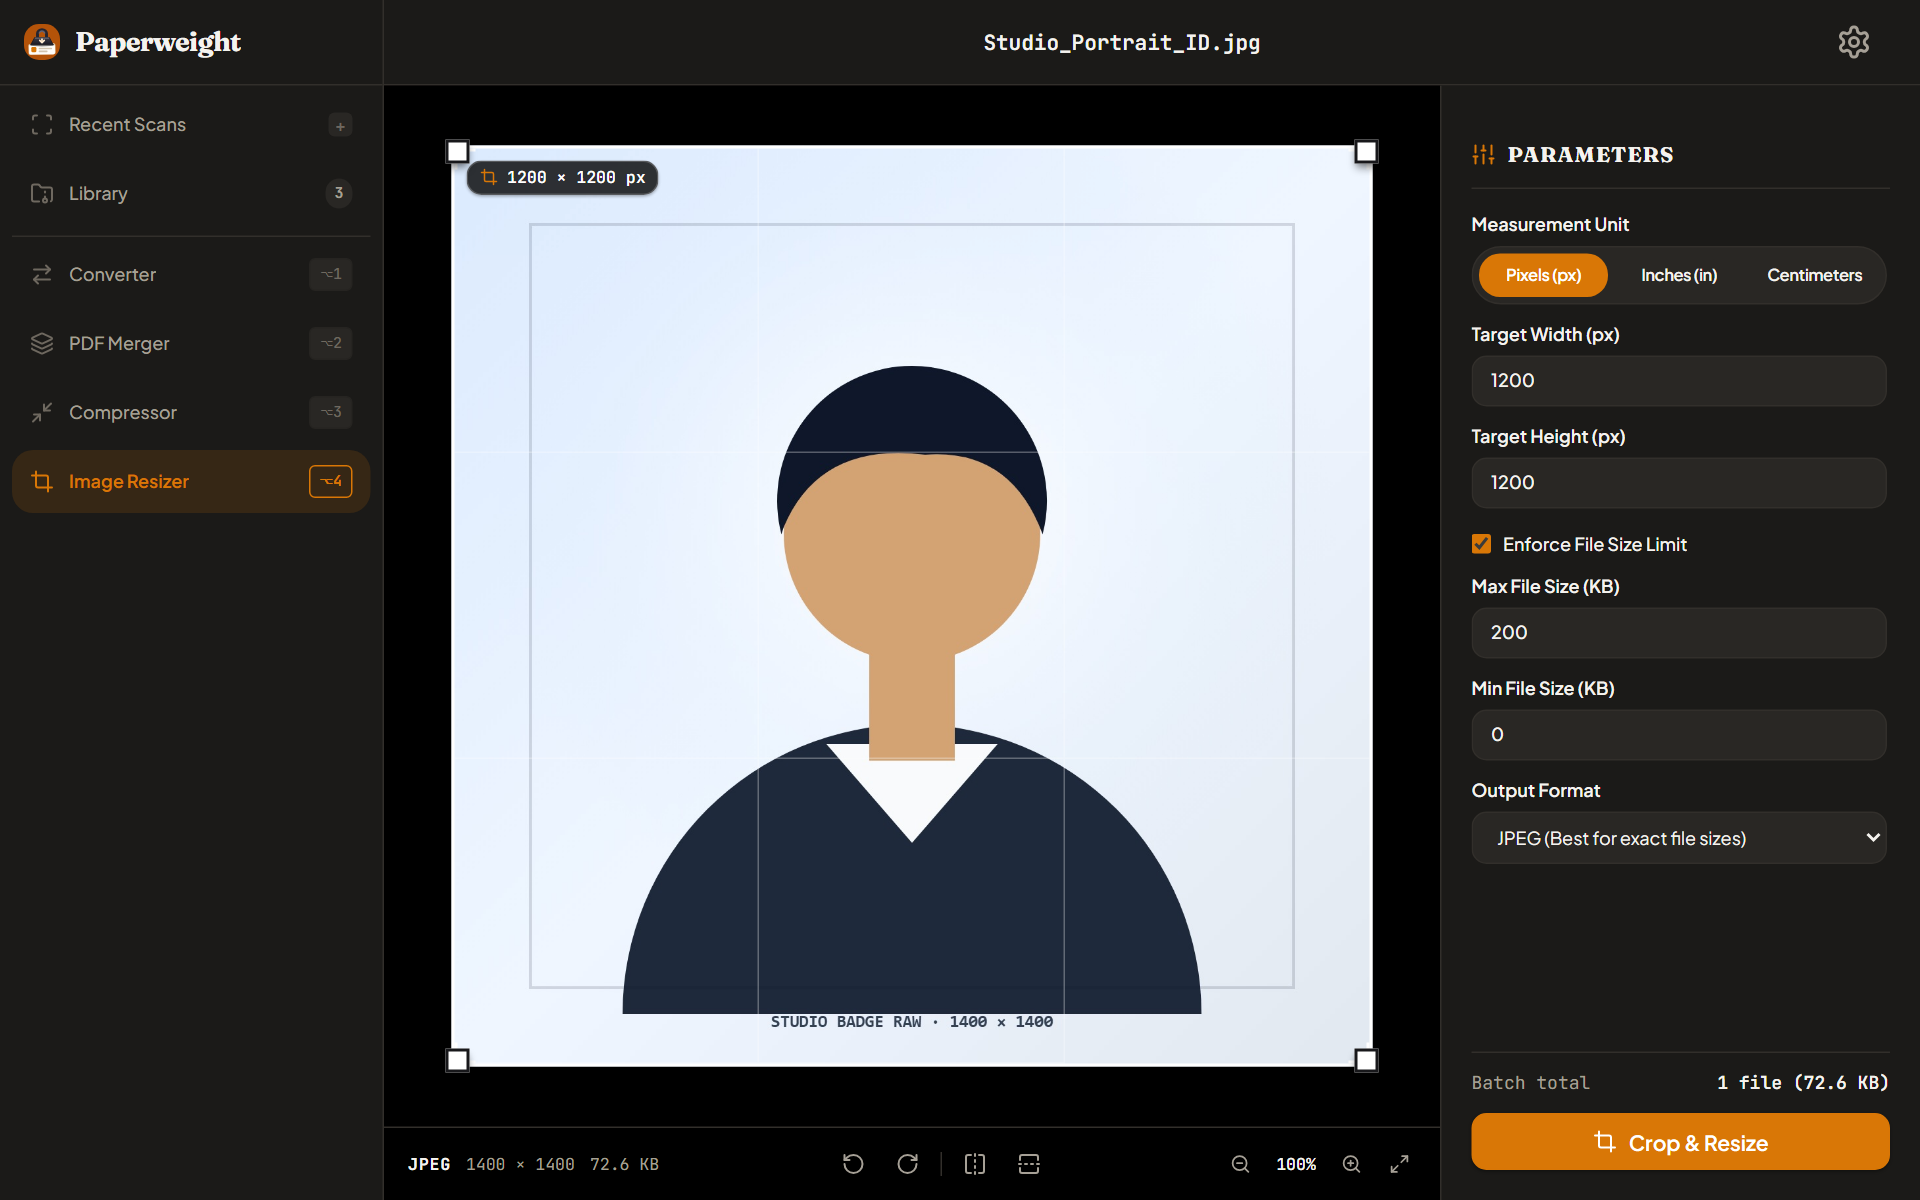 Paperweight
Studio_Portrait_ID.jpg
Recent Scans
+
Library
3
Converter
⌥1
PDF Merger
⌥2
Compressor
⌥3
Image Resizer
⌥4
1200 × 1200 px
STUDIO BADGE RAW · 1400 × 1400
JPEG 1400 × 1400 72.6 KB
100%
PARAMETERS
Measurement Unit
Pixels (px) Inches (in) Centimeters
Target Width (px)
1200
Target Height (px)
1200
Enforce File Size Limit
Max File Size (KB)
200
Min File Size (KB)
0
Output Format
JPEG (Best for exact file sizes)
Batch total 1 file (72.6 KB)
Crop & Resize